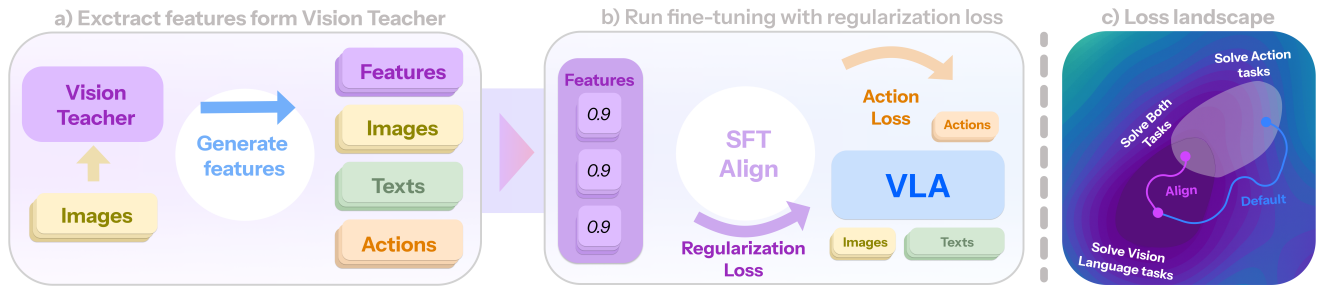 a) Exctract features form Vision Teacher
Vision
Teacher
Images
Generate
features
Features
Images
Texts
Actions
b) Run fine-tuning with regularization loss
Features
0.9
0.9
0.9
SFT
Align
Regularization
Loss
Action
Loss
Actions
VLA
Images
Texts
c) Loss landscape
Solve Action
tasks
Solve Both
Tasks
Align
Default
Solve Vision
Language tasks